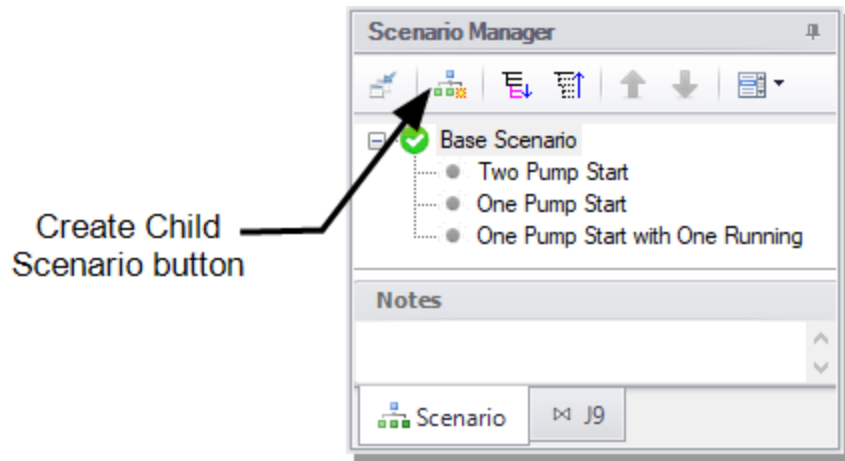 Scenario Manager
Base Scenario
Two Pump Start
One Pump Start
One Pump Start with One Running
Create Child
Scenario button
Notes
Scenario
J9